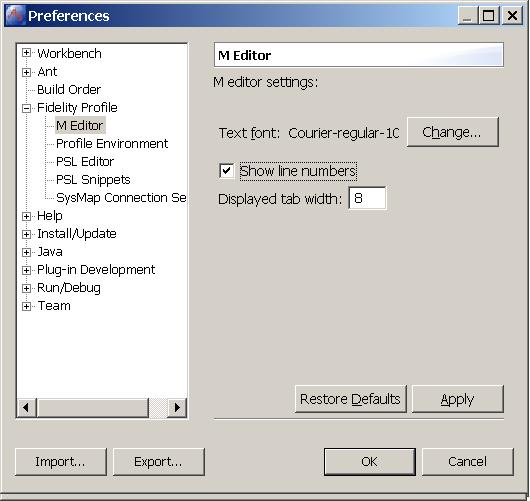 Preferences
Workbench
Ant
Build Order
Fidelity Profile
M Editor
Profile Environment
PSL Editor
PSL Snippets
SysMap Connection Se
Help
Install/Update
Java
Plug-in Development
Run/Debug
Team
M Editor
M editor settings:
Text font: Courier-regular-10 Change...
Show line numbers
Displayed tab width: 8
Restore Defaults Apply
Import... Export... OK Cancel